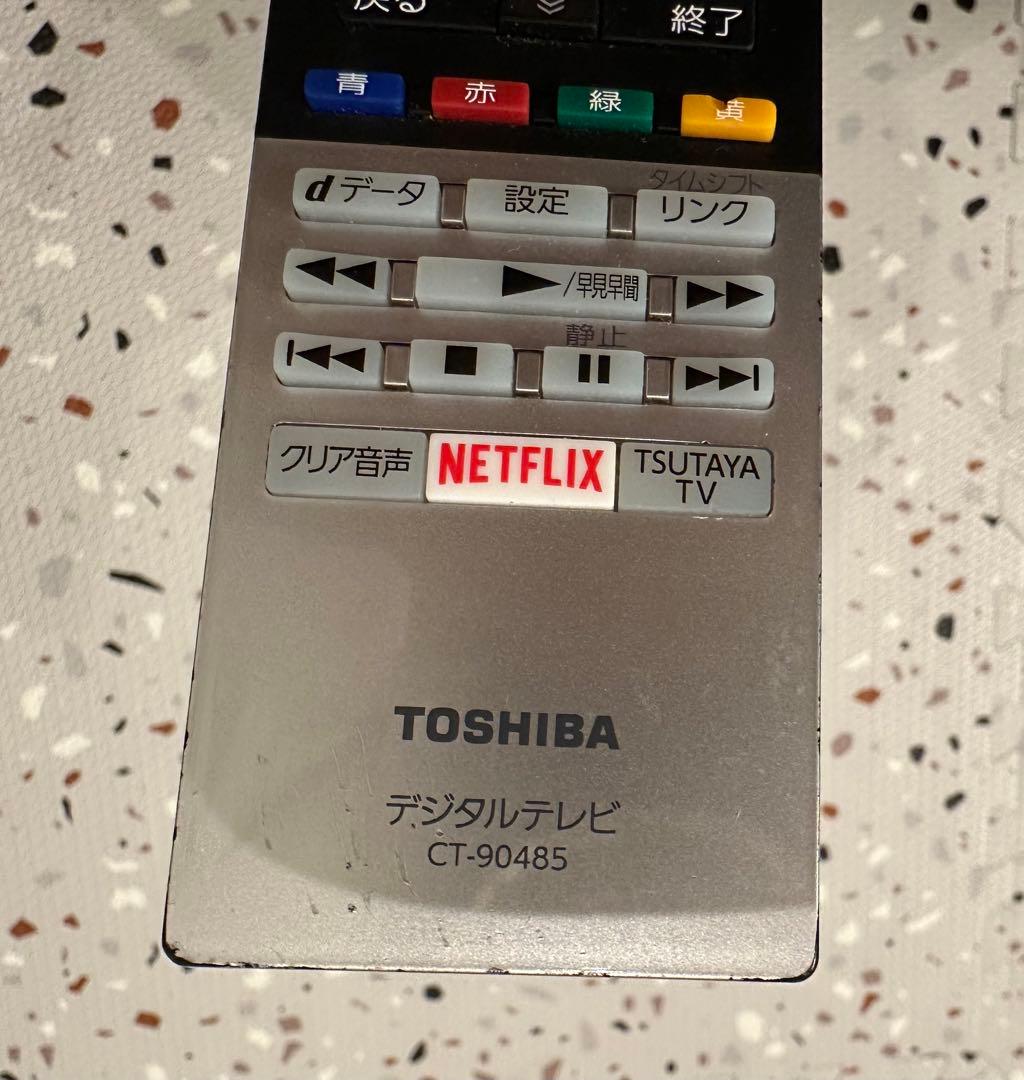 戻る 終了
青 赤 緑 黄
タイムシフト
dデータ 設定 リンク
/早見早聞
静止
クリア音声 NETFLIX TSUTAYA
TV
TOSHIBA
デジタルテレビ
CT-90485